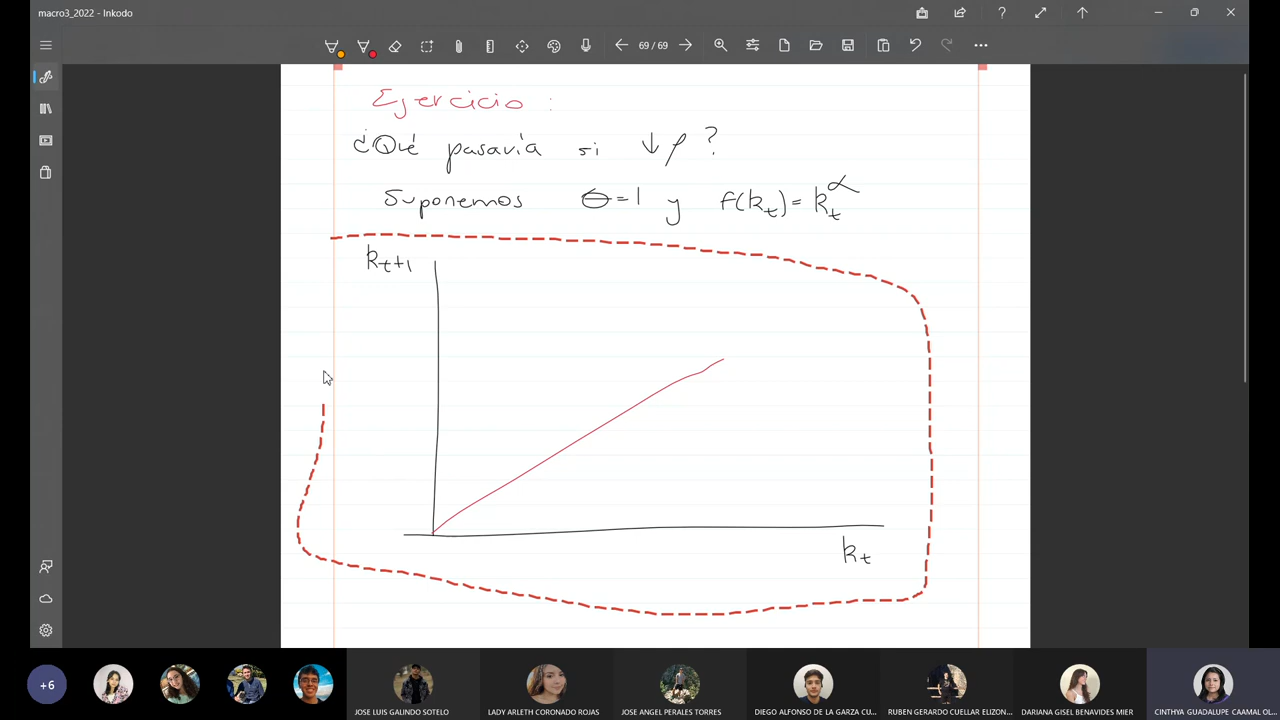 macro3_2022 - Inkodo
69 / 69
Ejercicio :
¿Qué pasaría si ↓ρ ?
Suponemos θ=1 y f(kₜ)= kₜ^α
kₜ₊₁
kₜ
+6
JOSE LUIS GALINDO SOTELO
LADY ARLETH CORONADO ROJAS
JOSE ANGEL PERALES TORRES
DIEGO ALFONSO DE LA GARZA CU...
RUBEN GERARDO CUELLAR ELIZON...
DARIANA GISEL BENAVIDES MIER
CINTHYA GUADALUPE CAAMAL OL...